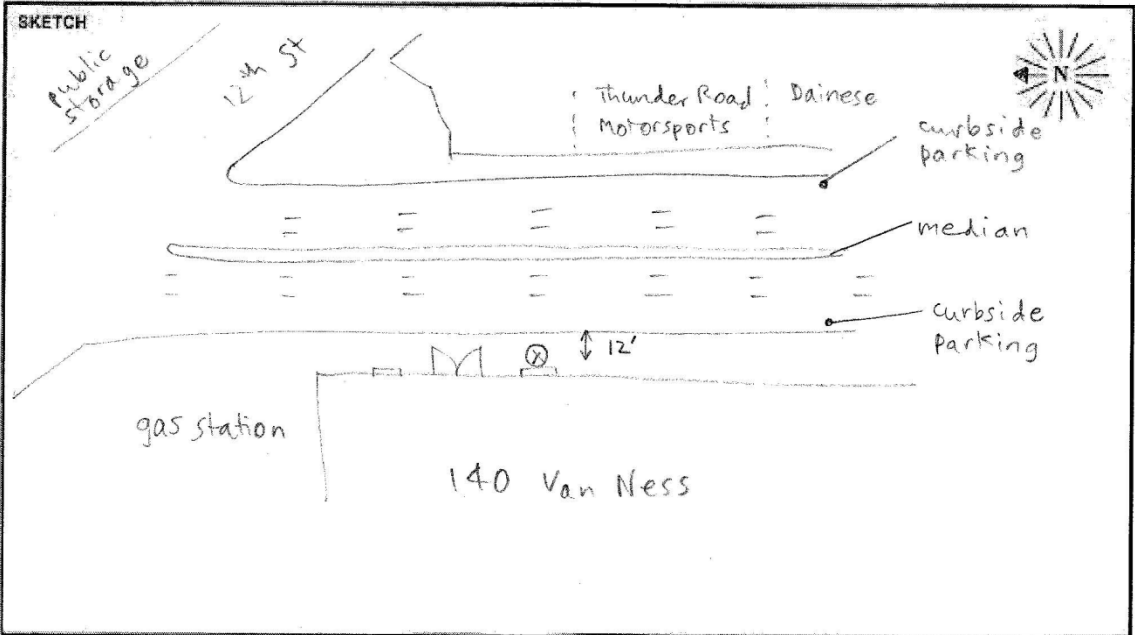 SKETCH
public
storage
12th St
Thunder Road
Motorsports
Dainese
N
curbside
parking
median
curbside
parking
12'
X
gas station
140 Van Ness